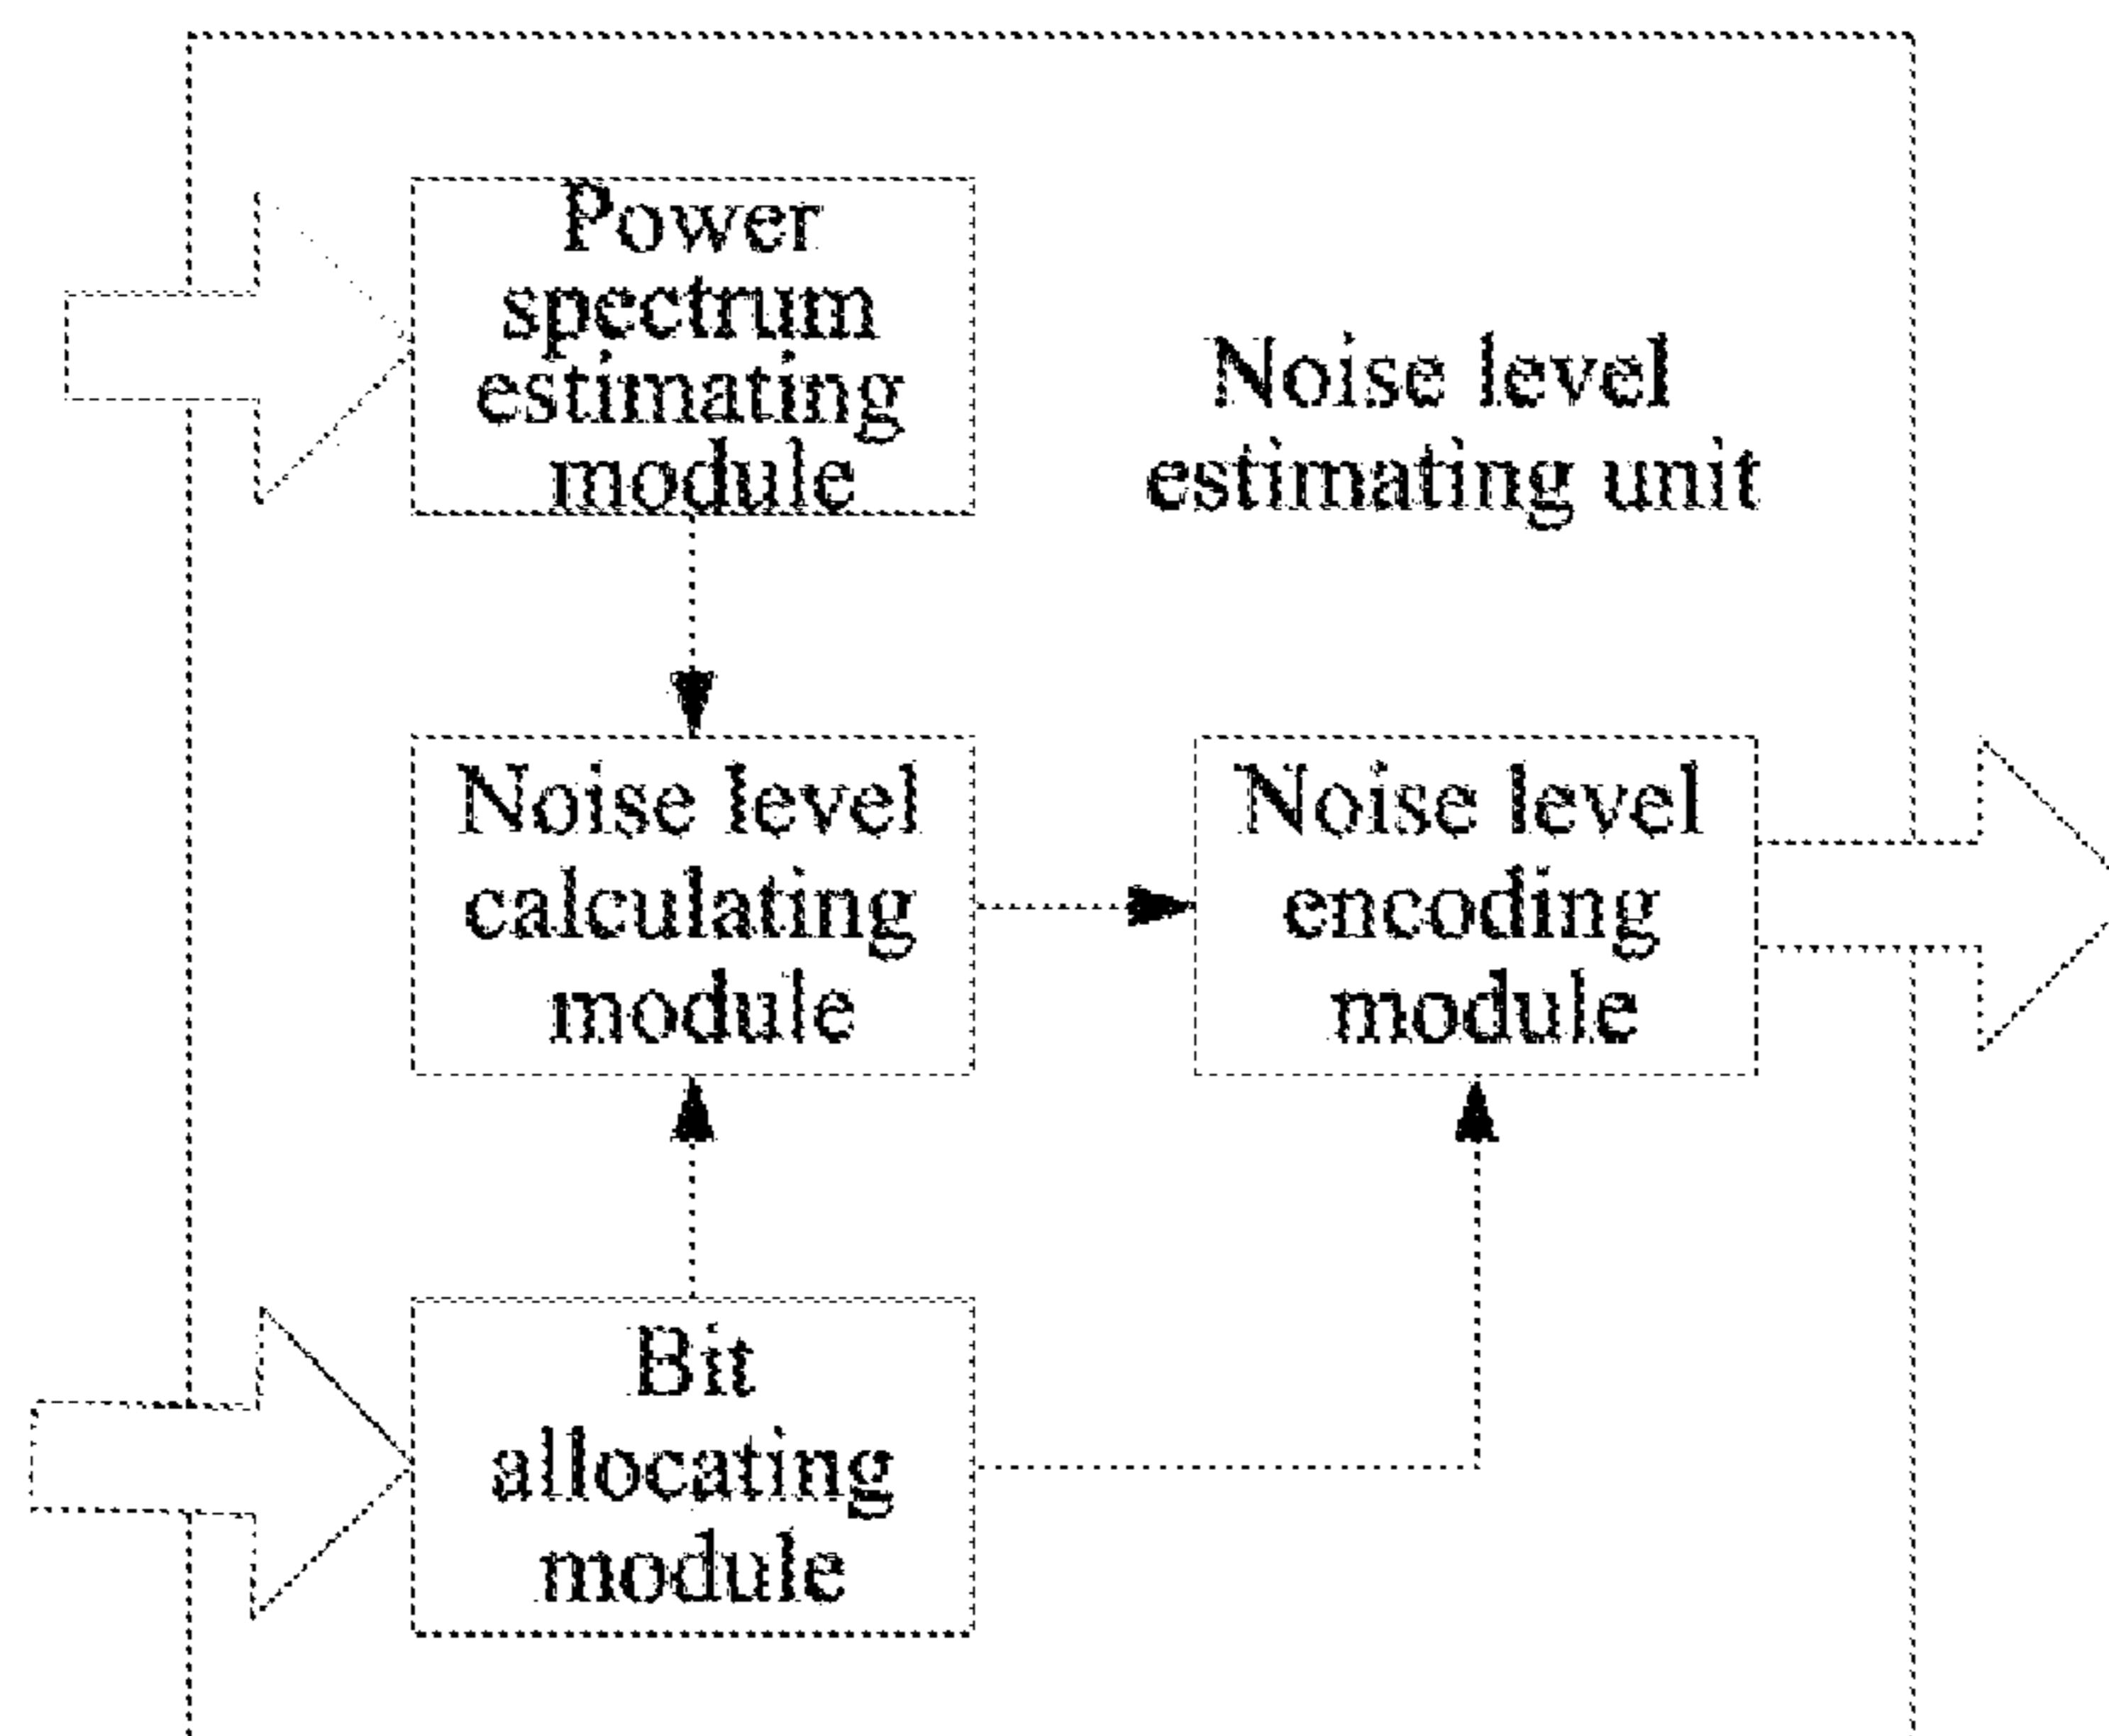 Power
spectrum
estimating
module
Noise level
estimating unit
Noise level
calculating
module
Noise level
encoding
module
Bit
allocating
module